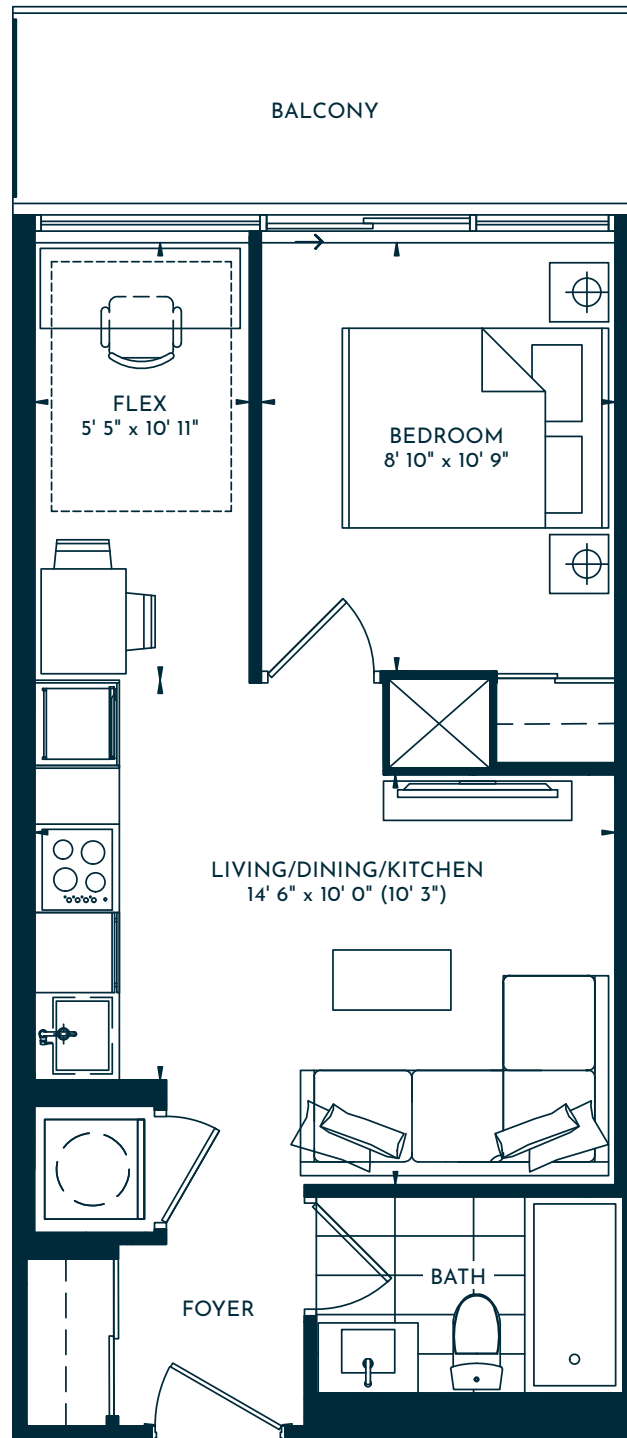 BALCONY
FLEX
5' 5" x 10' 11"
BEDROOM
8' 10" x 10' 9"
LIVING/DINING/KITCHEN
14' 6" x 10' 0" (10' 3")
BATH
FOYER